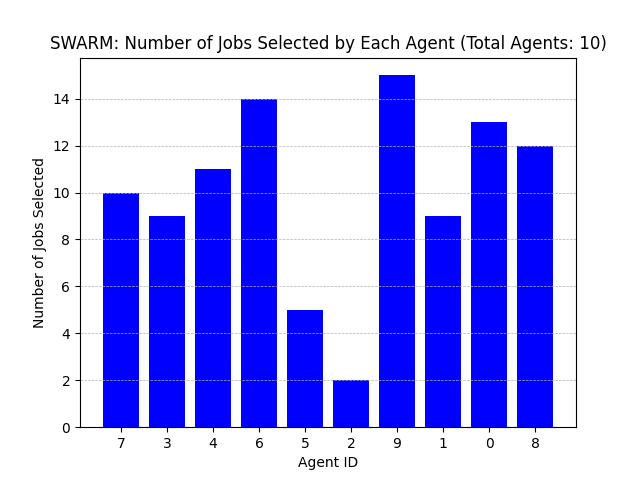 SWARM: Number of Jobs Selected by Each Agent (Total Agents: 10)
14
12
10
8
6
4
2
0
Number of Jobs Selected
7 3 4 6 5 2 9 1 0 8
Agent ID